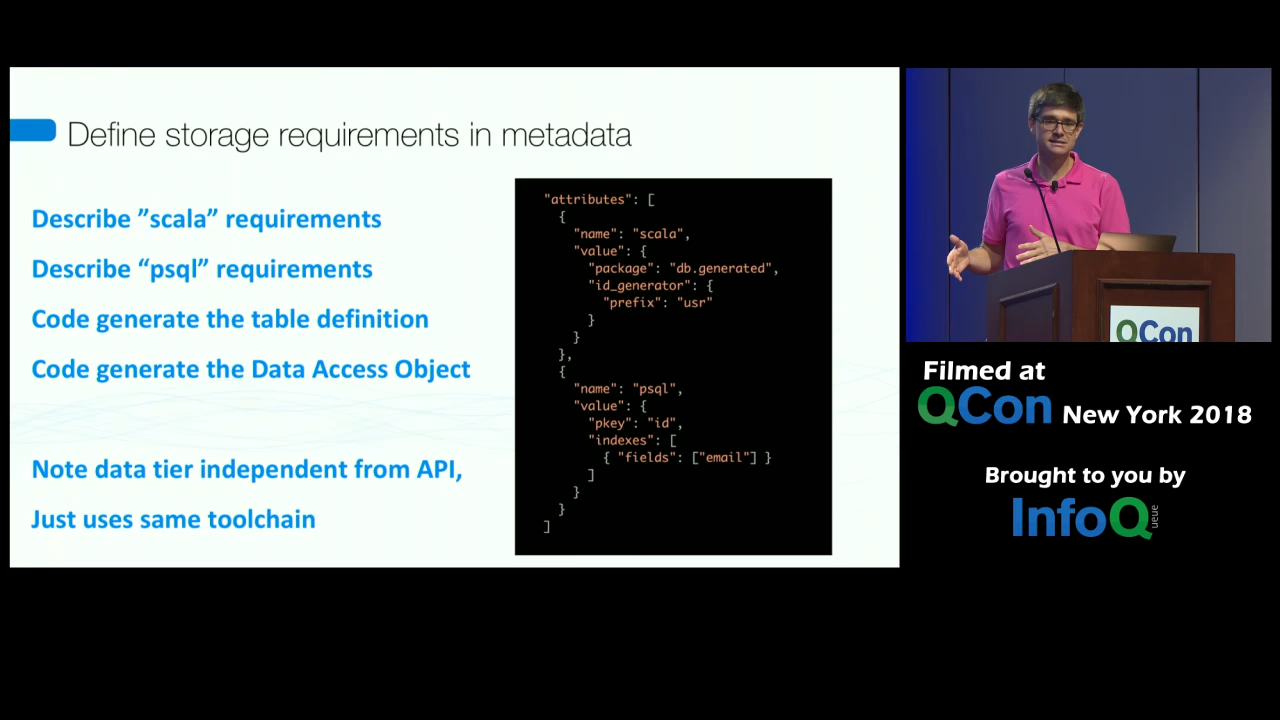 Define storage requirements in metadata
Describe ”scala” requirements
Describe “psql” requirements
Code generate the table definition
Code generate the Data Access Object
Note data tier independent from API,
Just uses same toolchain
"attributes": [
{
"name": "scala",
"value": {
"package": "db.generated",
"id_generator": {
"prefix": "usr"
}
}
},
{
"name": "psql",
"value": {
"pkey": "id",
"indexes": [
{ "fields": ["email"] }
]
}
}
]
QCon
Filmed at
QCon New York 2018
Brought to you by
InfoQ
ueue